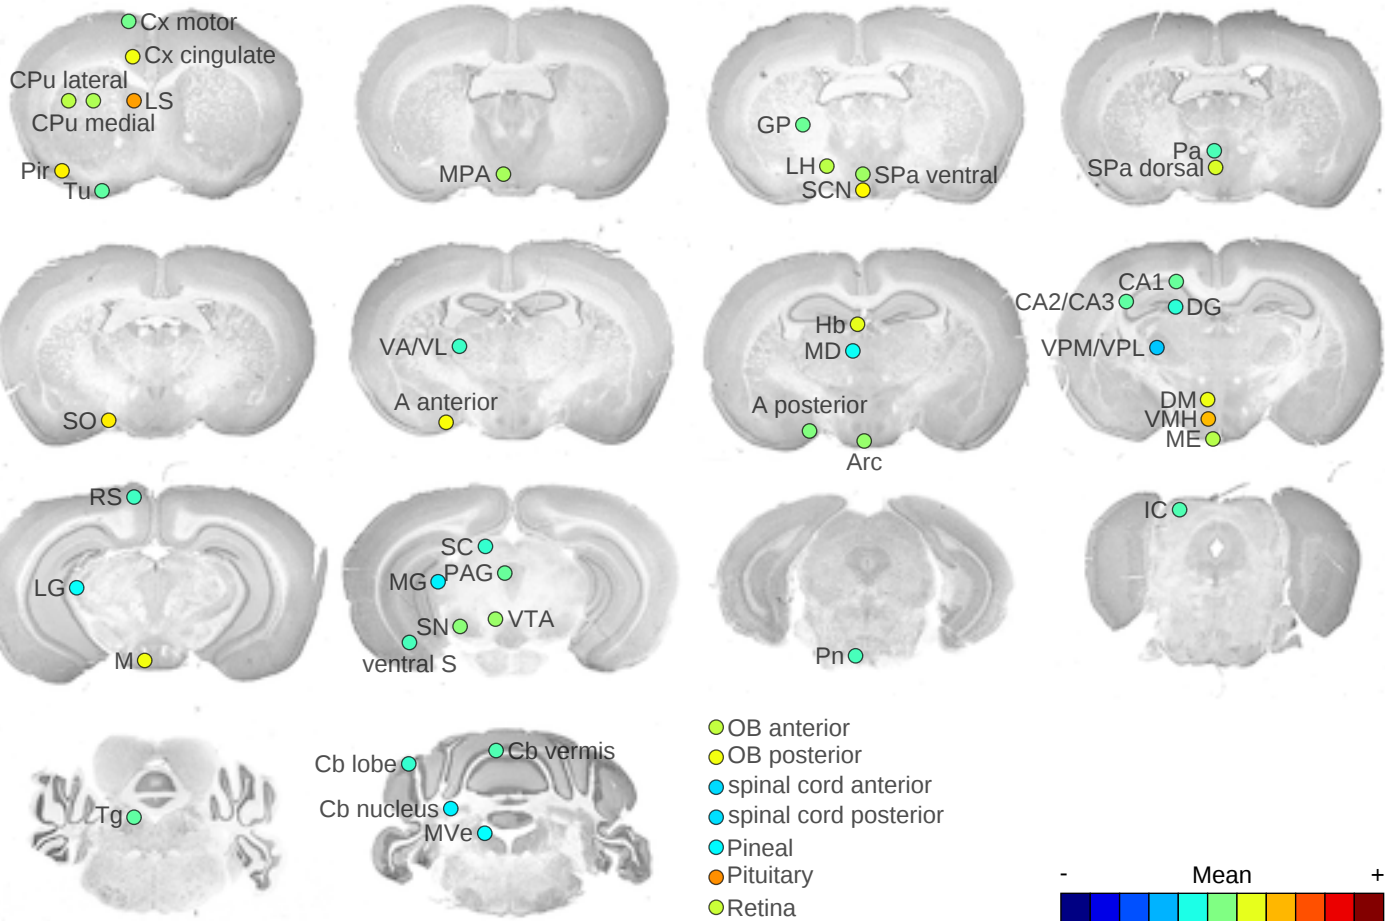 Cx motor
Cx cingulate
CPu lateral
LS
CPu medial
Pir
Tu
MPA
GP
LH
SPa ventral
SCN
Pa
SPa dorsal
SO
VA/VL
A anterior
Hb
MD
A posterior
Arc
CA1
CA2/CA3
DG
VPM/VPL
DM
VMH
ME
RS
LG
M
SC
MG
PAG
SN
VTA
ventral S
Pn
IC
Tg
Cb lobe
Cb vermis
Cb nucleus
MVe
OB anterior
OB posterior
spinal cord anterior
spinal cord posterior
Pineal
Pituitary
Retina
- Mean +